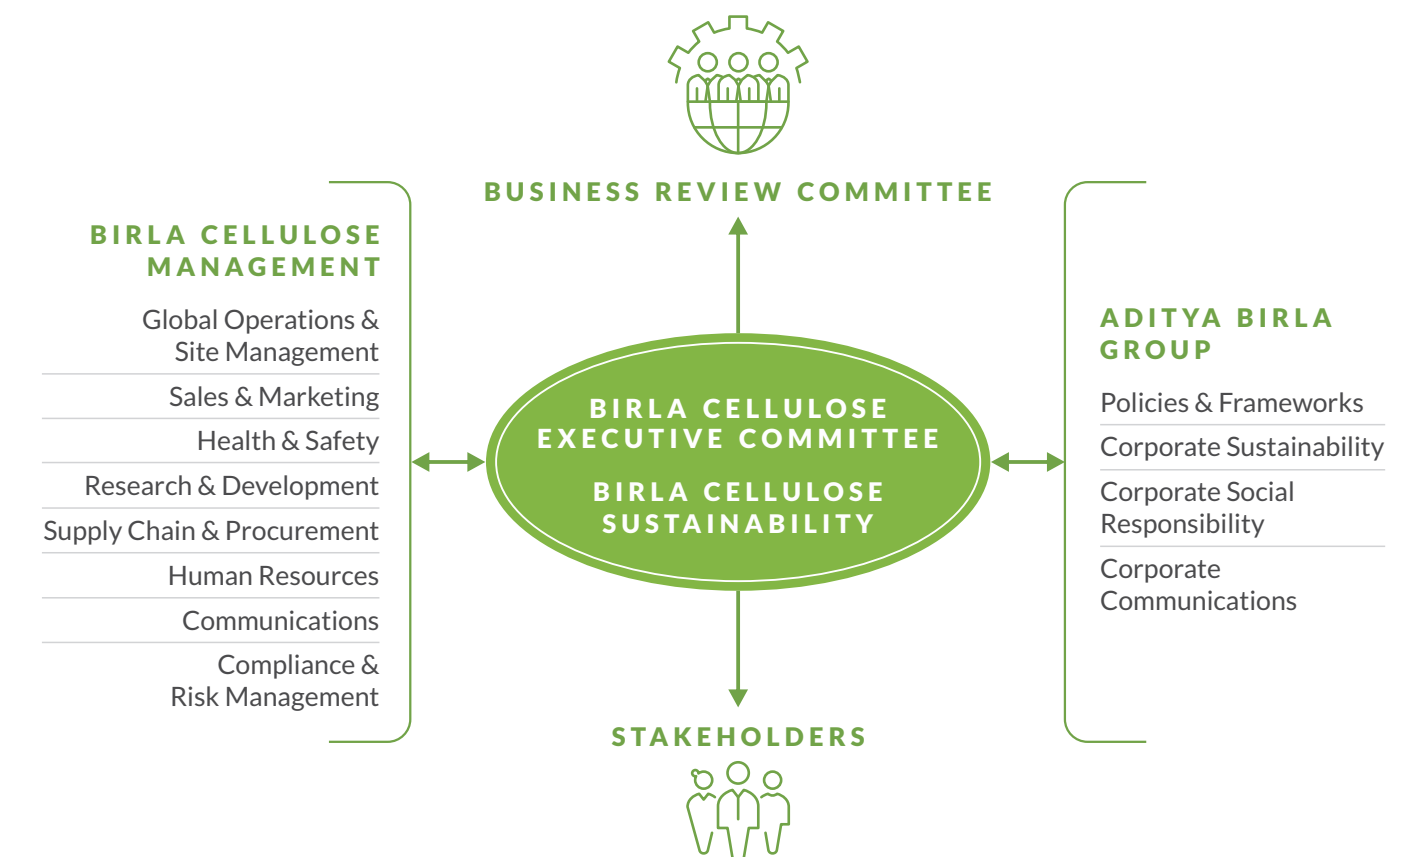 BUSINESS REVIEW COMMITTEE
BIRLA CELLULOSE
MANAGEMENT
Global Operations &
Site Management
Sales & Marketing
Health & Safety
Research & Development
Supply Chain & Procurement
Human Resources
Communications
Compliance &
Risk Management
BIRLA CELLULOSE
EXECUTIVE COMMITTEE
BIRLA CELLULOSE
SUSTAINABILITY
ADITYA BIRLA
GROUP
Policies & Frameworks
Corporate Sustainability
Corporate Social
Responsibility
Corporate
Communications
STAKEHOLDERS